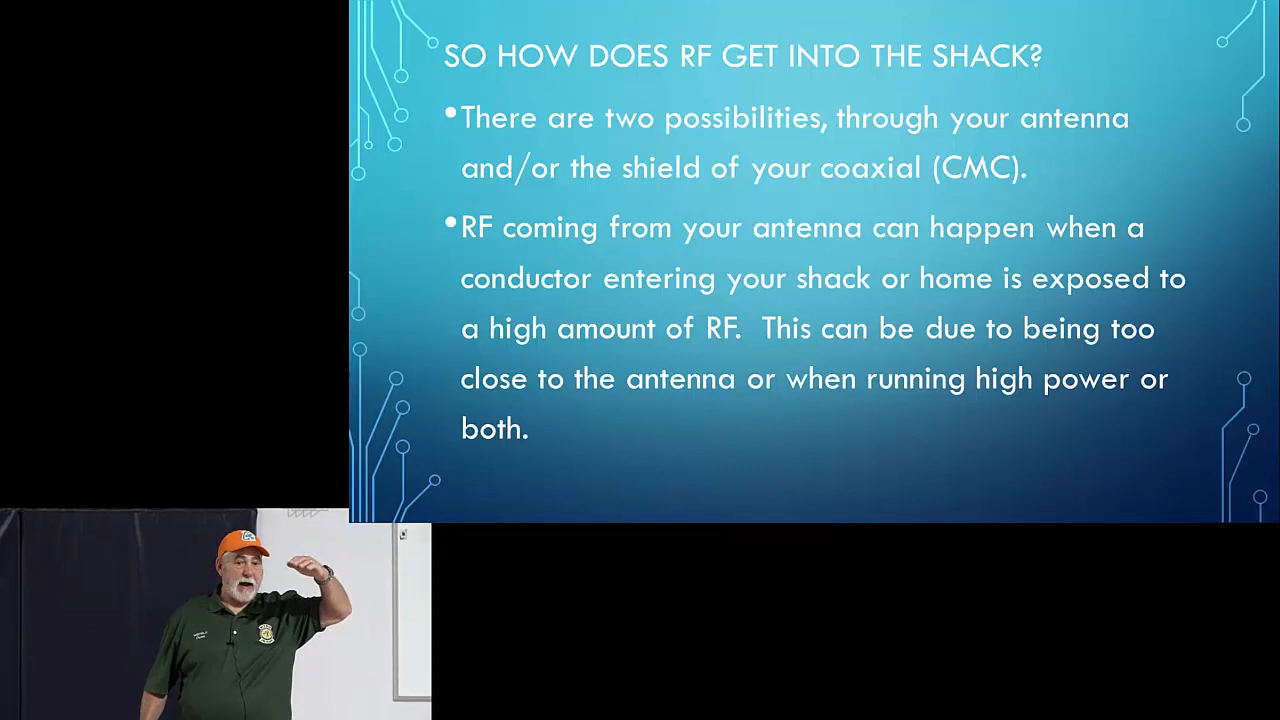 SO HOW DOES RF GET INTO THE SHACK?
•There are two possibilities, through your antenna
and/or the shield of your coaxial (CMC).
•RF coming from your antenna can happen when a
conductor entering your shack or home is exposed to
a high amount of RF.  This can be due to being too
close to the antenna or when running high power or
both.